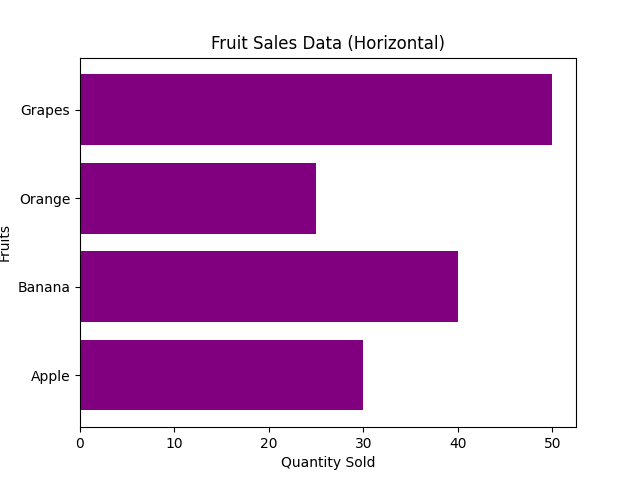 Fruit Sales Data (Horizontal)
Grapes
Orange
Fruits
Banana
Apple
0 10 20 30 40 50
Quantity Sold